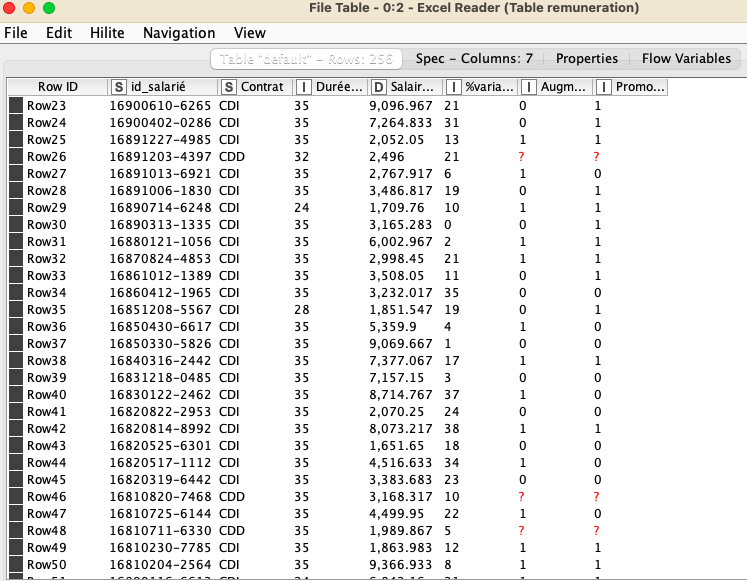 File Table - 0:2 - Excel Reader (Table remuneration)
File Edit Hilite Navigation View
Table "default" - Rows: 256 Spec - Columns: 7 Properties Flow Variables
Row ID S id_salarié S Contrat I Durée... D Salair... I %varia... I Augm... I Promo...
Row23 16900610-6265 CDI 35 9,096.967 21 0 1
Row24 16900402-0286 CDI 35 7,264.833 31 0 1
Row25 16891227-4985 CDI 35 2,052.05 13 1 1
Row26 16891203-4397 CDD 32 2,496 21 ? ?
Row27 16891013-6921 CDI 35 2,767.917 6 1 0
Row28 16891006-1830 CDI 35 3,486.817 19 0 1
Row29 16890714-6248 CDI 24 1,709.76 10 1 1
Row30 16890313-1335 CDI 35 3,165.283 0 0 1
Row31 16880121-1056 CDI 35 6,002.967 2 1 1
Row32 16870824-4853 CDI 35 2,998.45 21 1 1
Row33 16861012-1389 CDI 35 3,508.05 11 0 1
Row34 16860412-1965 CDI 35 3,232.017 35 0 0
Row35 16851208-5567 CDI 28 1,851.547 19 0 1
Row36 16850430-6617 CDI 35 5,359.9 4 1 0
Row37 16850330-5826 CDI 35 9,069.667 1 0 0
Row38 16840316-2442 CDI 35 7,377.067 17 1 1
Row39 16831218-0485 CDI 35 7,157.15 3 0 0
Row40 16830122-2462 CDI 35 8,714.767 37 1 0
Row41 16820822-2953 CDI 35 2,070.25 24 0 0
Row42 16820814-8992 CDI 35 8,073.217 38 1 1
Row43 16820525-6301 CDI 35 1,651.65 18 0 0
Row44 16820517-1112 CDI 35 4,516.633 34 1 0
Row45 16820319-6442 CDI 35 3,383.683 23 0 0
Row46 16810820-7468 CDD 35 3,168.317 10 ? ?
Row47 16810725-6144 CDI 35 4,499.95 22 1 0
Row48 16810711-6330 CDD 35 1,989.867 5 ? ?
Row49 16810230-7785 CDI 35 1,863.983 12 1 1
Row50 16810204-2564 CDI 35 9,366.933 8 1 0